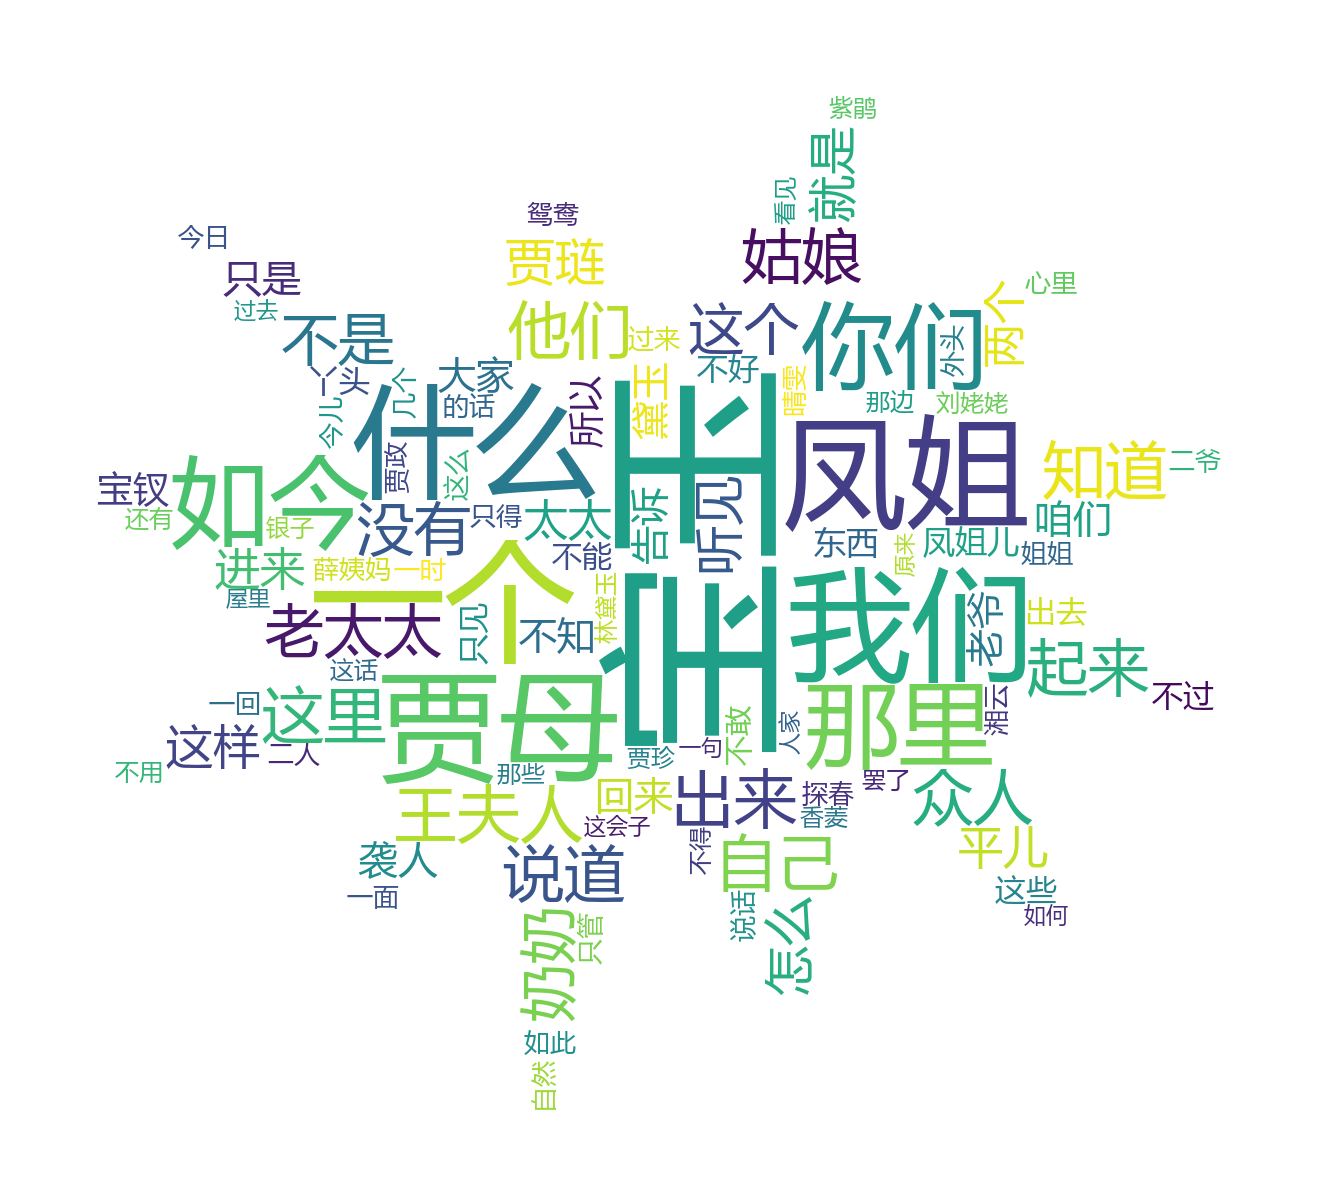 紫鹃
就是
看见
鸳鸯
今日
贾琏
姑娘
只是
心里
过去
不是
他们
过来
这个
你们
两个
外头
丫头
大家
不好
几个
的话
所以
黛玉
晴雯
那边
刘姥姥
今儿
什么
宝玉
凤姐
知道
二爷
宝钗
如今
贾政
这么
还有
银子
没有
只得
太太
告诉
听见
东西
原来
凤姐儿
姐姐
咱们
进来
薛姨妈
一时
不能
屋里
一个
林黛玉
我们
老爷
出去
老太太
只见
不知
起来
这话
一回
这里
贾母
不敢
人家
那里
湘云
不过
这样
二人
贾珍
一句
不用
那些
王夫人
回来
出来
探春
罢了
众人
这会子
香菱
平儿
袭人
说道
不得
自己
这些
一面
如何
奶奶
只管
说话
怎么
如此
自然